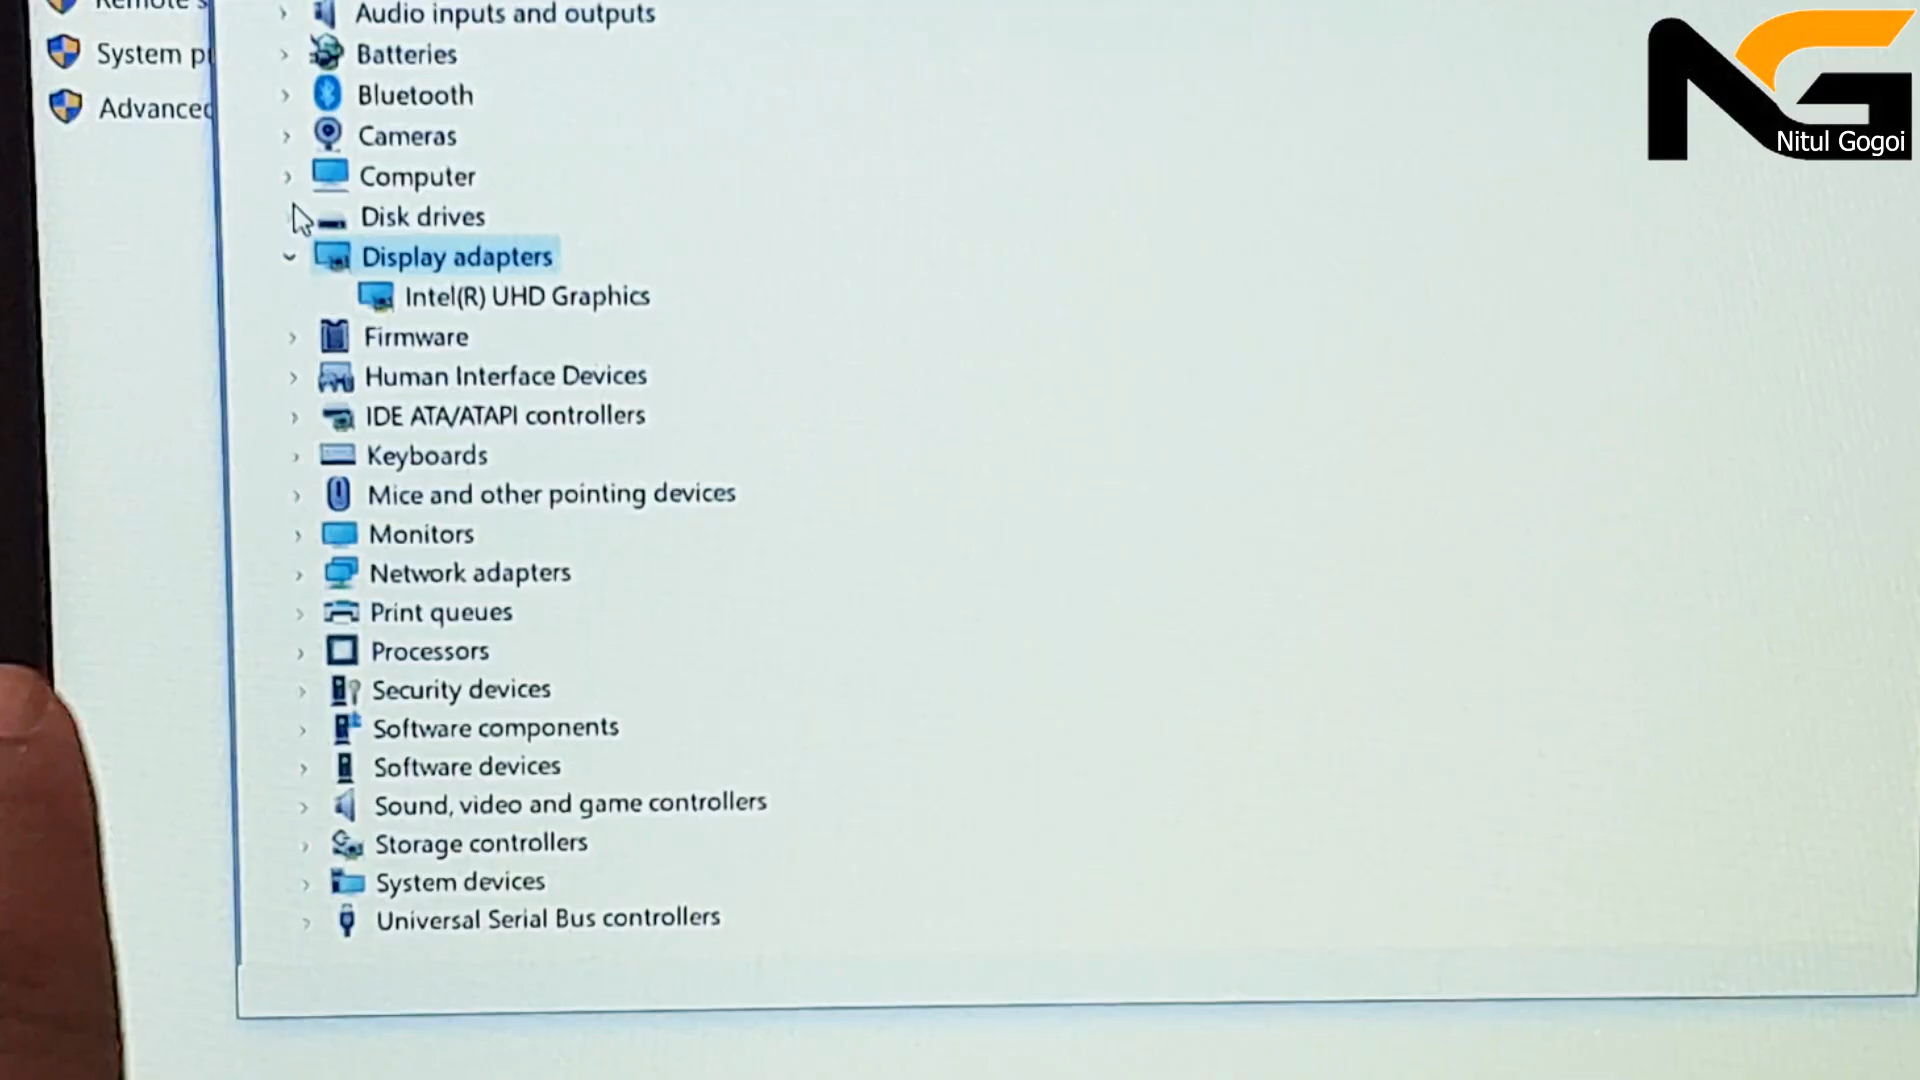 System
Advanced
Audio inputs and outputs
Batteries
Bluetooth
Cameras
Computer
Disk drives
Display adapters
Intel(R) UHD Graphics
Firmware
Human Interface Devices
IDE ATA/ATAPI controllers
Keyboards
Mice and other pointing devices
Monitors
Network adapters
Print queues
Processors
Security devices
Software components
Software devices
Sound, video and game controllers
Storage controllers
System devices
Universal Serial Bus controllers
NG
Nitul Gogoi